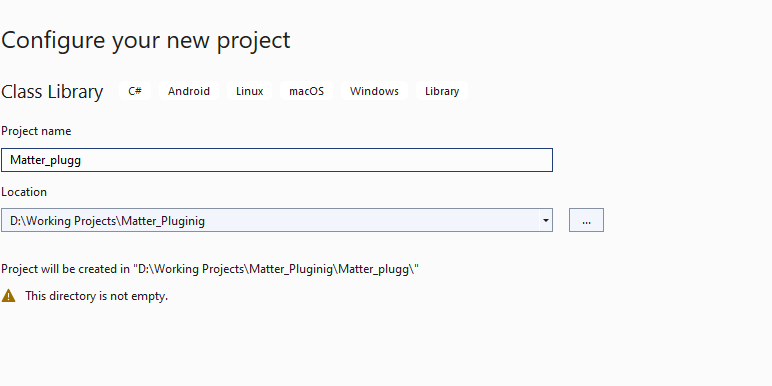 Configure your new project
Class Library C# Android Linux macOS Windows Library
Project name
Matter_plugg
Location
D:\Working Projects\Matter_Pluginig
...
Project will be created in "D:\Working Projects\Matter_Pluginig\Matter_plugg\"
This directory is not empty.